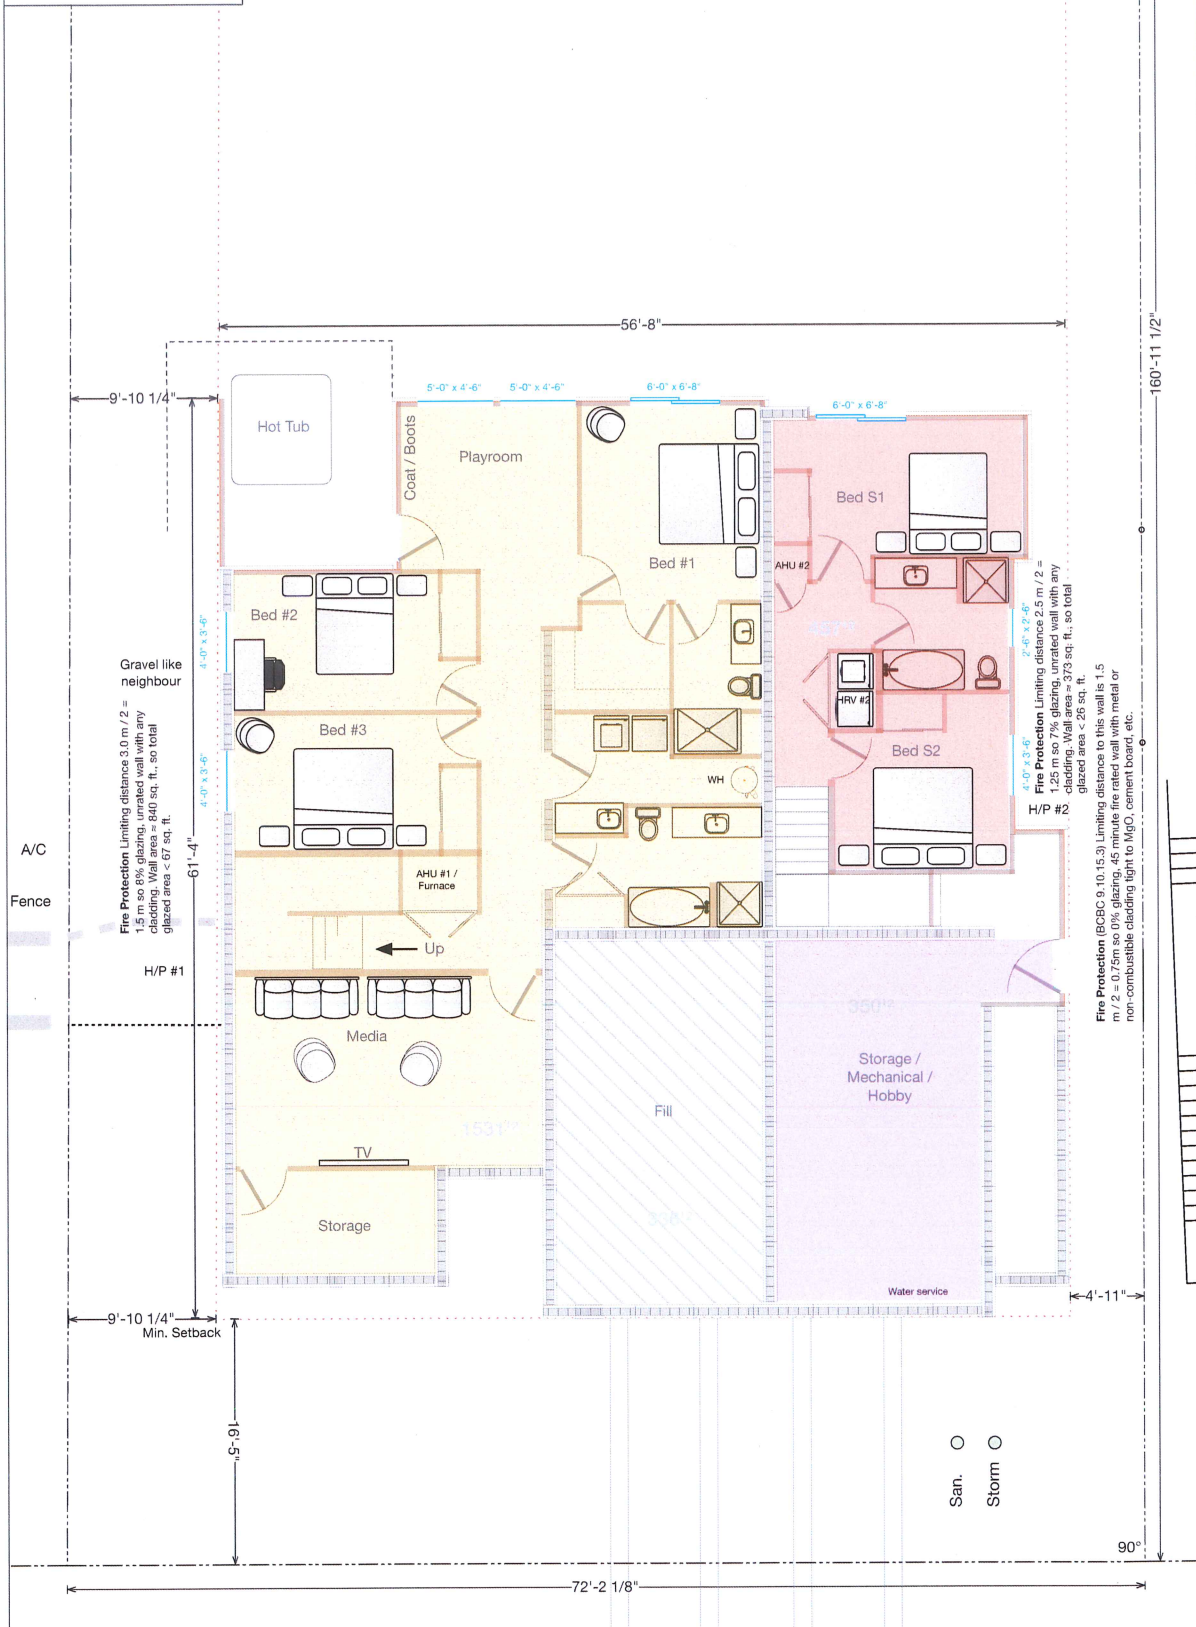 56'-8"
160'-11 1/2"
9'-10 1/4"
5'-0" x 4'-6"
5'-0" x 4'-6"
6'-0" x 6'-8"
6'-0" x 6'-8"
Hot Tub
Coat / Boots
Playroom
Bed S1
Bed #1
AHU #2
Bed #2
4'-0" x 3'-6"
2'-6" x 2'-6"
Gravel like
neighbour
Fire Protection Limiting distance 3.0 m / 2 =
1.5 m so 8% glazing, unrated wall with any
cladding. Wall area ≈ 840 sq. ft., so total
glazed area < 67 sq. ft.
Fire Protection Limiting distance 2.5 m / 2 =
1.25 m so 7% glazing, unrated wall with any
cladding. Wall area ≈ 373 sq. ft., so total
glazed area < 26 sq. ft.
HRV #2
Bed #3
Bed S2
4'-0" x 3'-6"
4'-0" x 3'-6"
WH
H/P #2
A/C
61'-4"
AHU #1 /
Furnace
Fence
Up
H/P #1
Fire Protection (BCBC 9.10.15.3) Limiting distance to this wall is 1.5
m / 2 = 0.75m so 0% glazing, 45 minute fire rated wall with metal or
non-combustible cladding tight to MgO, cement board, etc.
Media
350
Storage /
Mechanical /
Hobby
Fill
1531
TV
Storage
Water service
4'-11"
9'-10 1/4"
Min. Setback
16'-5"
San.
Storm
90°
72'-2 1/8"